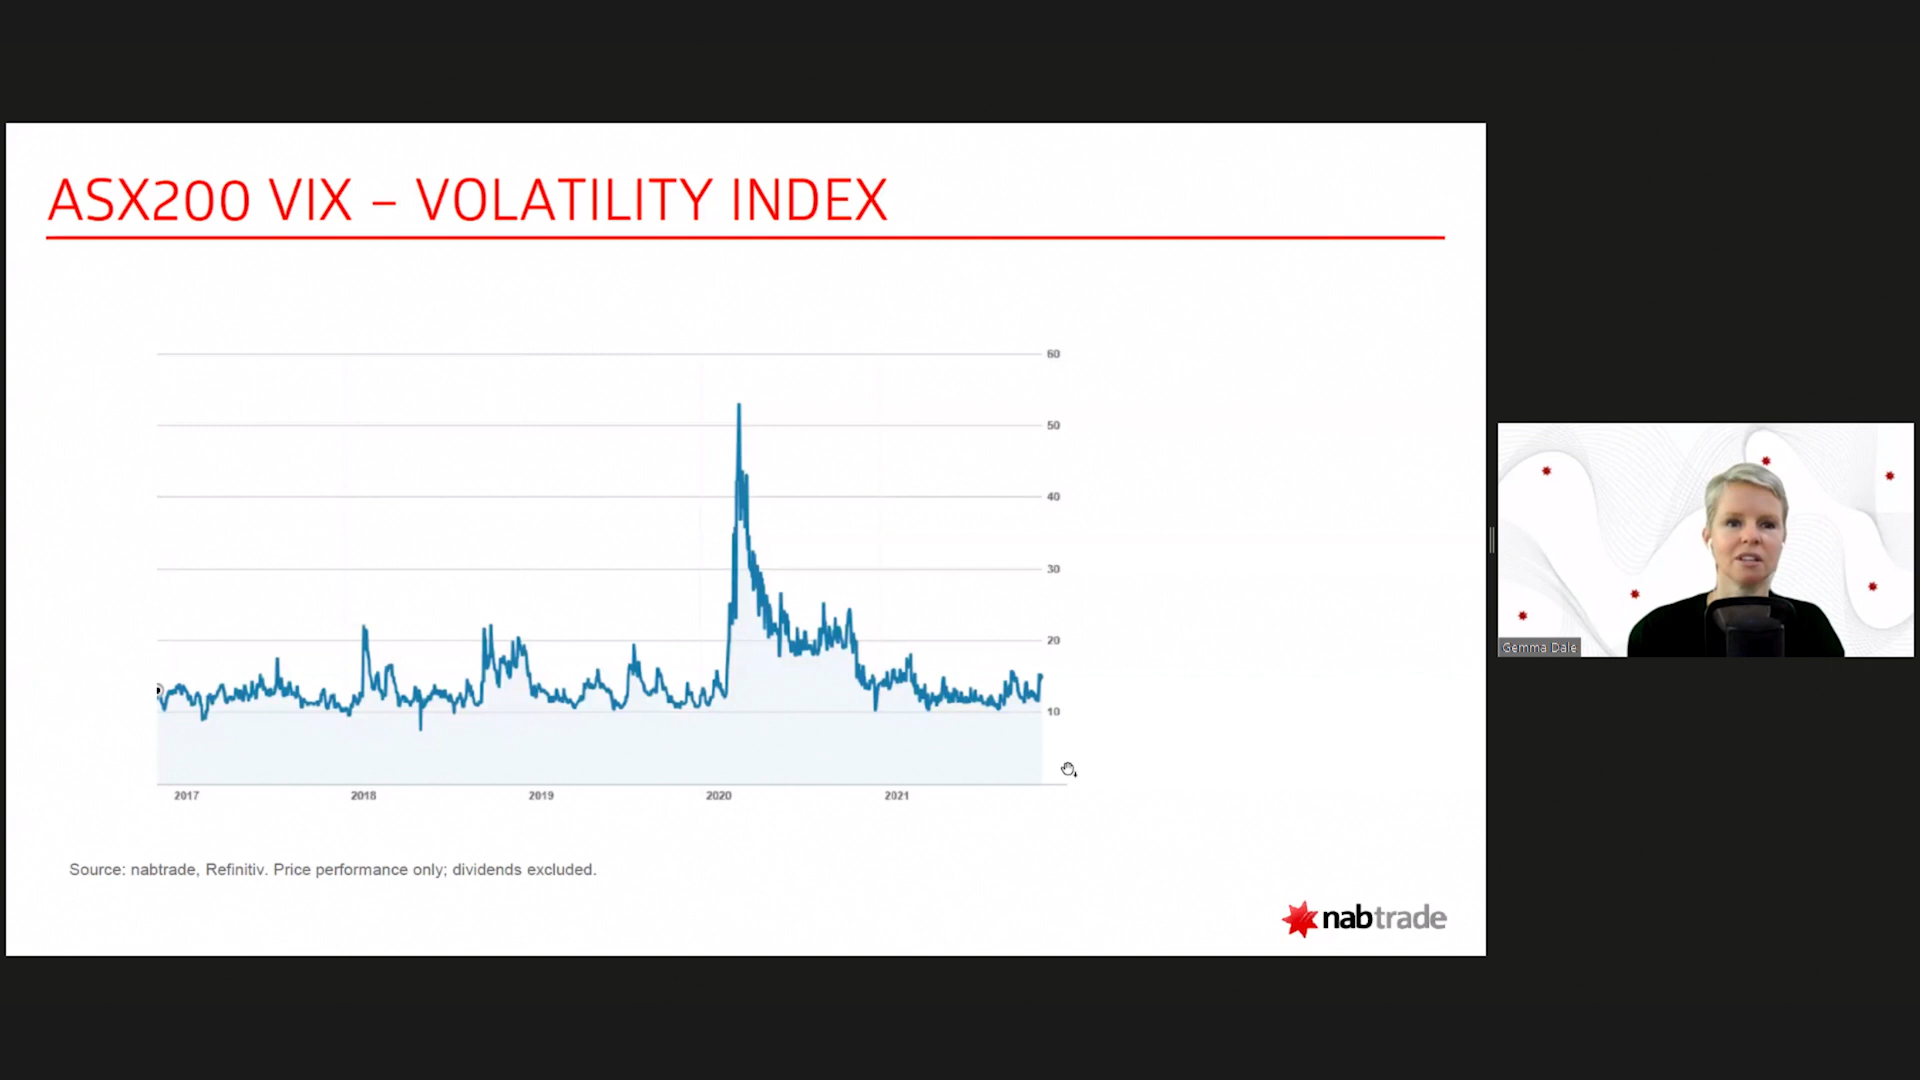 ASX200 VIX – VOLATILITY INDEX
60
50
40
30
20
10
2017 2018 2019 2020 2021
Source: nabtrade, Refinitiv. Price performance only; dividends excluded.
nabtrade
Gemma Dale